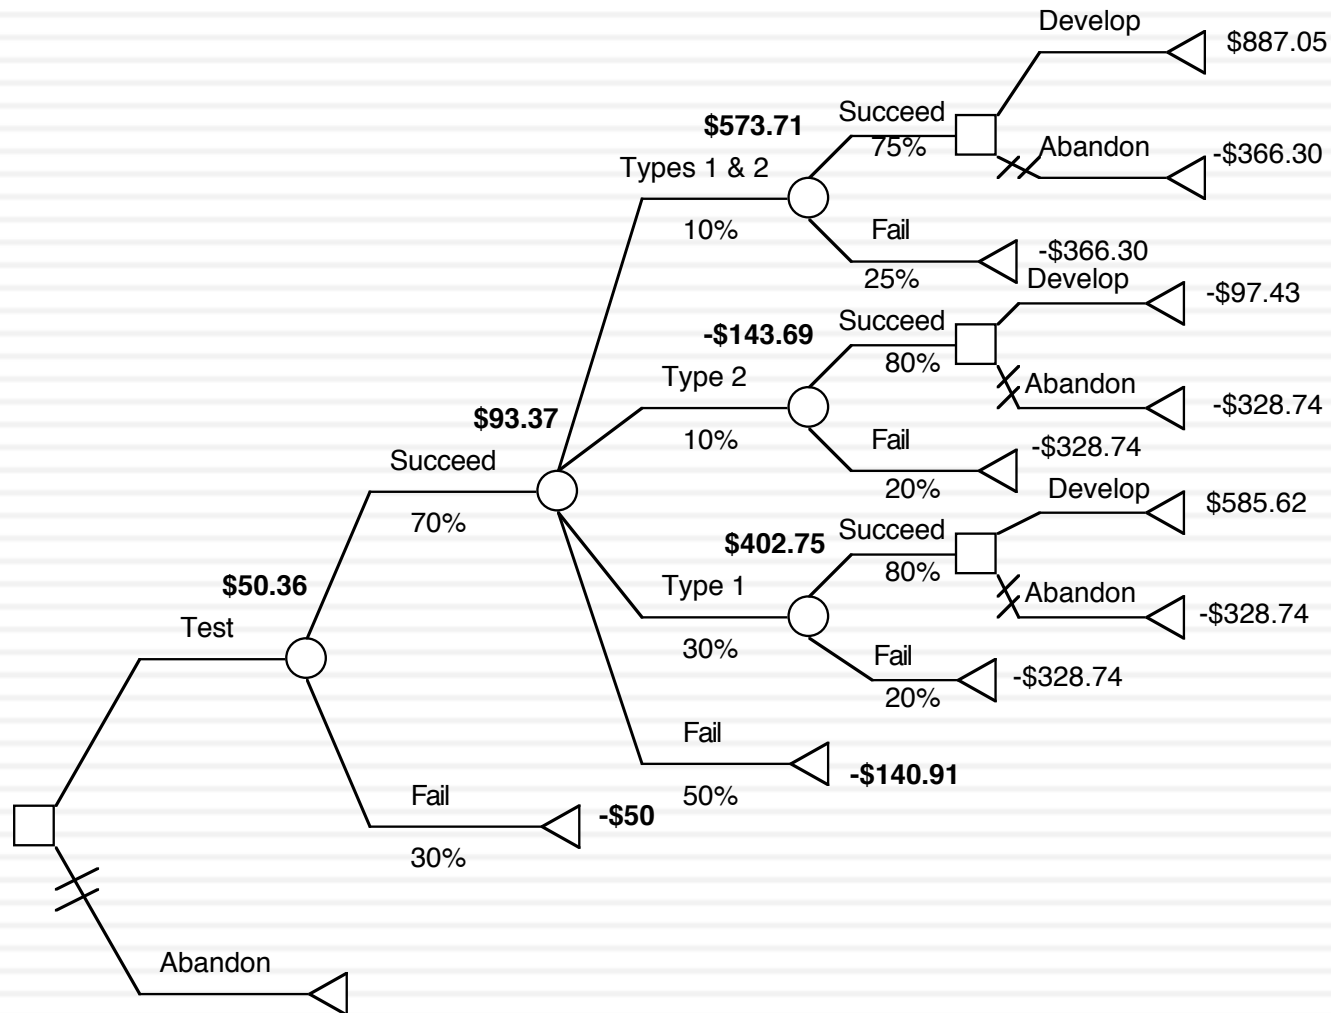 Develop
$887.05
Succeed
$573.71
75%
Abandon
-$366.30
Types 1 & 2
10%
Fail
-$366.30
25%
Develop
-$97.43
Succeed
-$143.69
80%
Type 2
Abandon
-$328.74
$93.37
10%
Fail
-$328.74
Succeed
20%
Develop
$585.62
70%
Succeed
$402.75
80%
Type 1
Abandon
-$328.74
$50.36
Test
30%
Fail
-$328.74
20%
Fail
-$140.91
50%
Fail
-$50
30%
Abandon